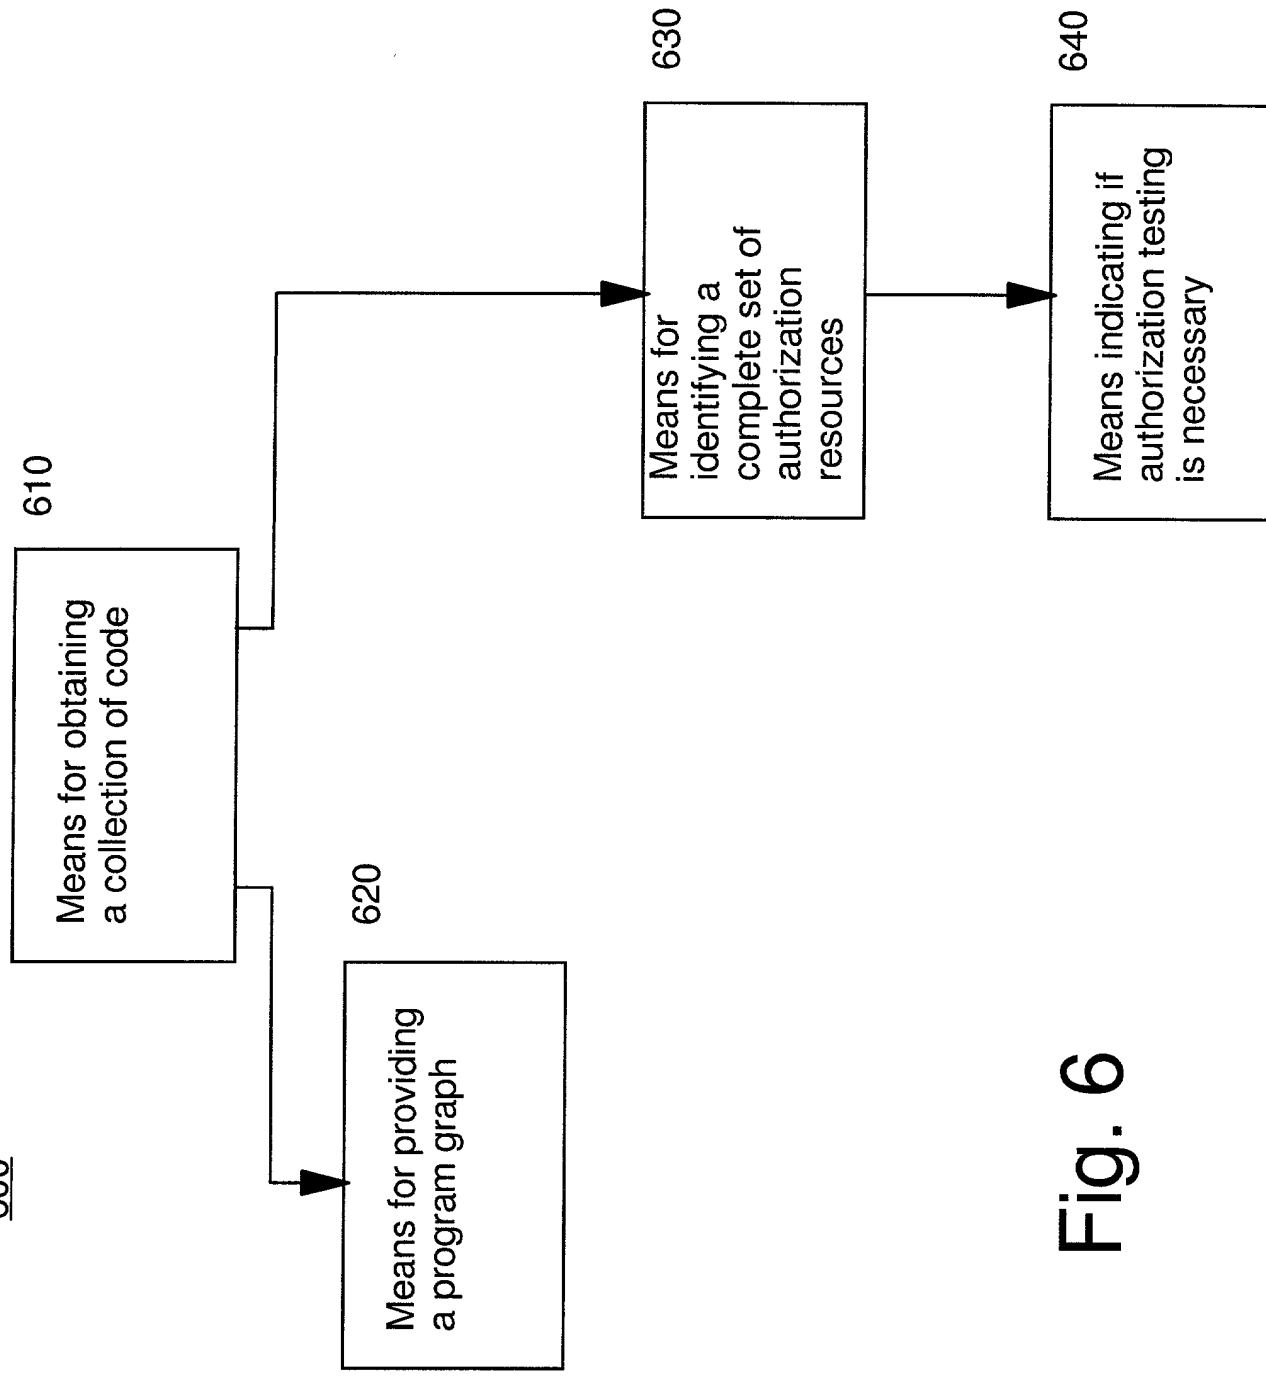 610
Means for obtaining
a collection of code
620
Means for providing
a program graph
630
Means for
identifying a
complete set of
authorization
resources
640
Means indicating if
authorization testing
is necessary
Fig. 6